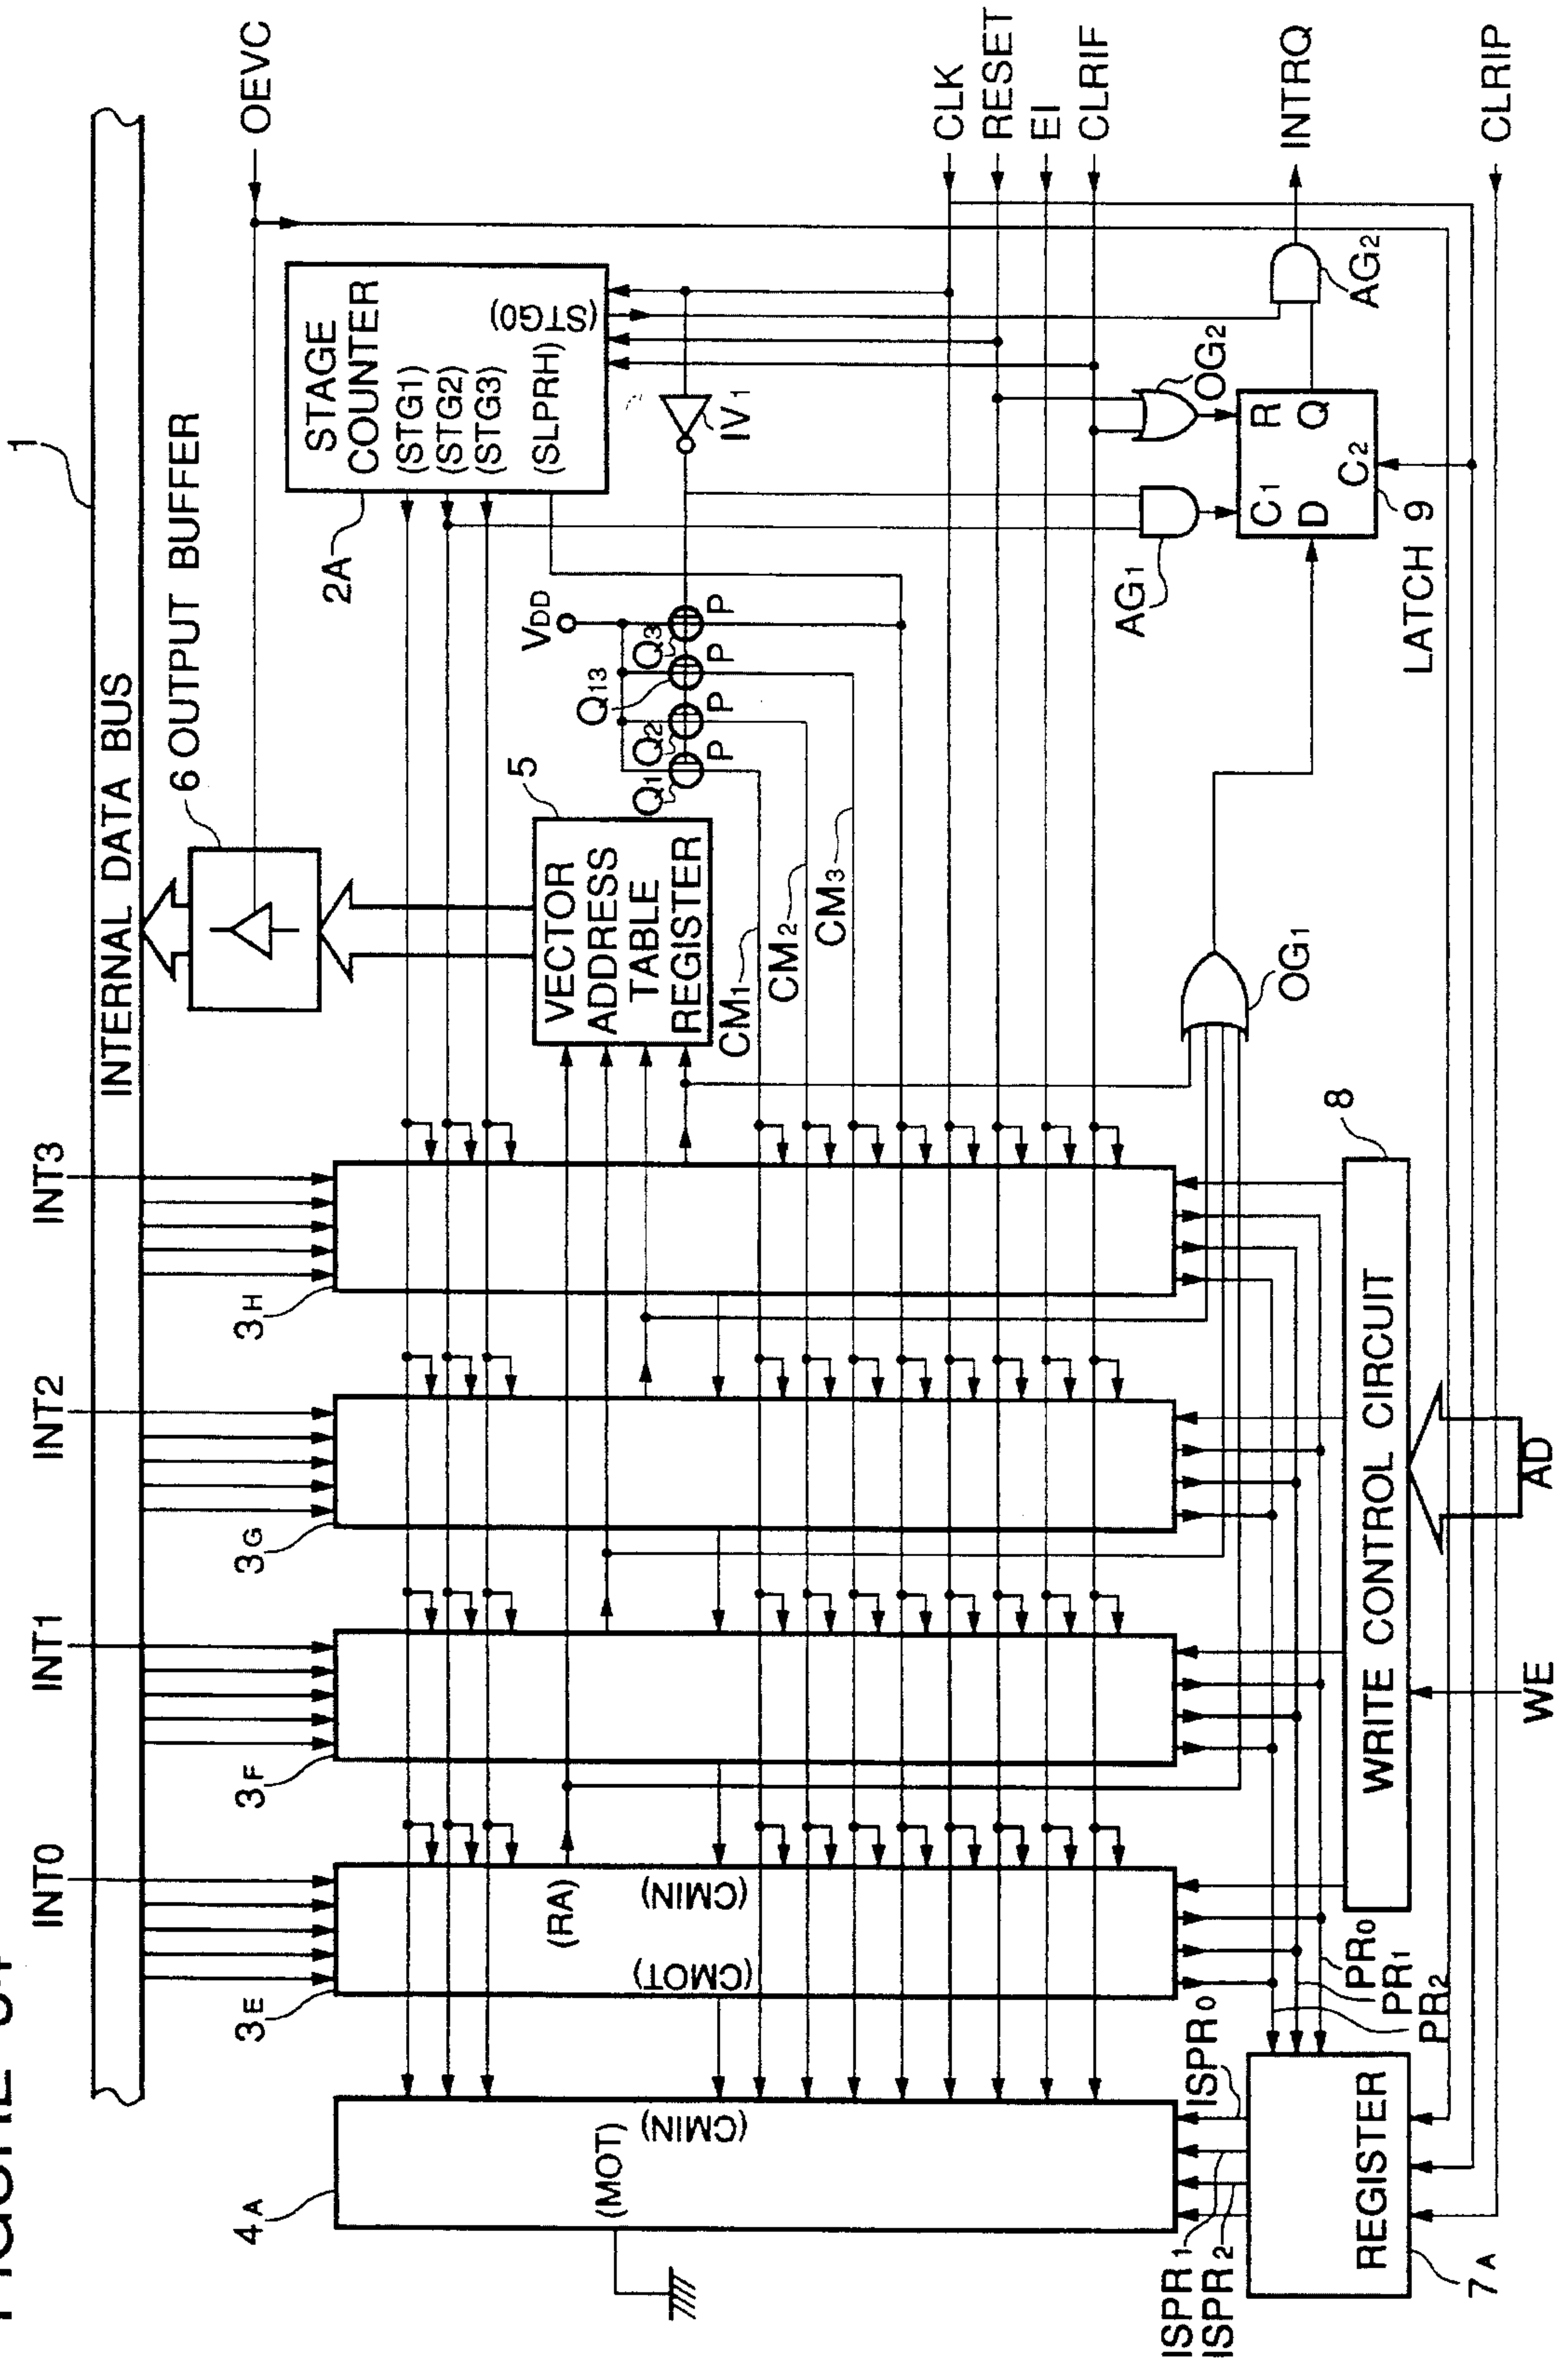 1
INTERNAL DATA BUS
OEVC
6 OUTPUT BUFFER
INT3
INT2
INT1
INT0
STAGE
COUNTER
(STG1)
(STG2)
(STG3)
(SLPRH)
(STG0)
2A
VDD
Q1
Q2
Q13
Q3
P
P
P
P
IV1
5
VECTOR
ADDRESS
TABLE
REGISTER
CM1
CM2
CM3
CLK
RESET
EI
CLRIF
INTRQ
CLRIP
AG2
OG2
AG1
R
Q
C1
D
C2
LATCH 9
OG1
3H
3G
3F
3E
(RA)
(CMIN)
(CMOT)
4A
(MOT)
(CMIN)
8
WRITE CONTROL CIRCUIT
AD
WE
IPR0
PR1
PR2
ISPR0
ISPR1
ISPR2
REGISTER
7A